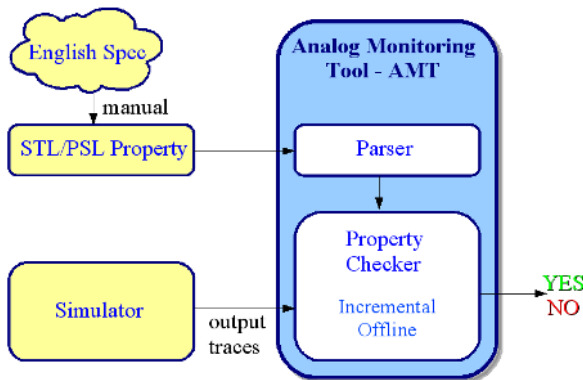 English Spec
manual
STL/PSL Property
Analog Monitoring
Tool - AMT
Parser
Property
Checker
Incremental
Offline
Simulator
output
traces
YES
NO